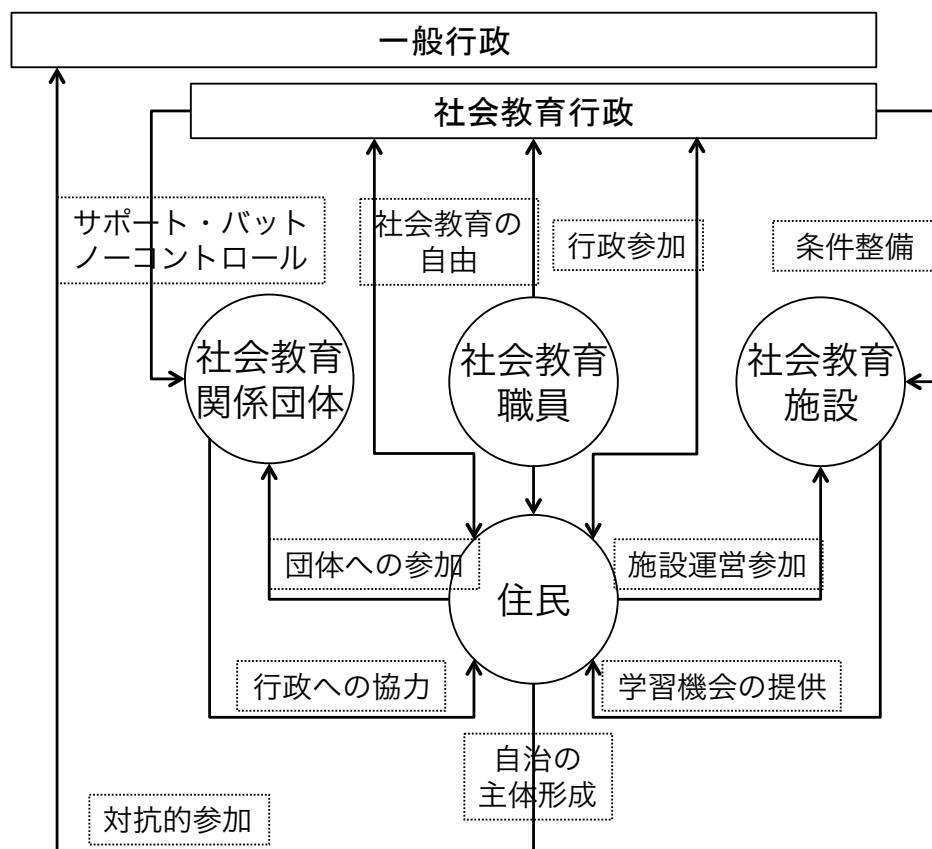 一般行政
社会教育行政
サポート・バット
ノーコントロール
社会教育の
自由
行政参加
条件整備
社会教育
関係団体
社会教育
職員
社会教育
施設
団体への参加
施設運営参加
住民
行政への協力
学習機会の提供
自治の
主体形成
対抗的参加